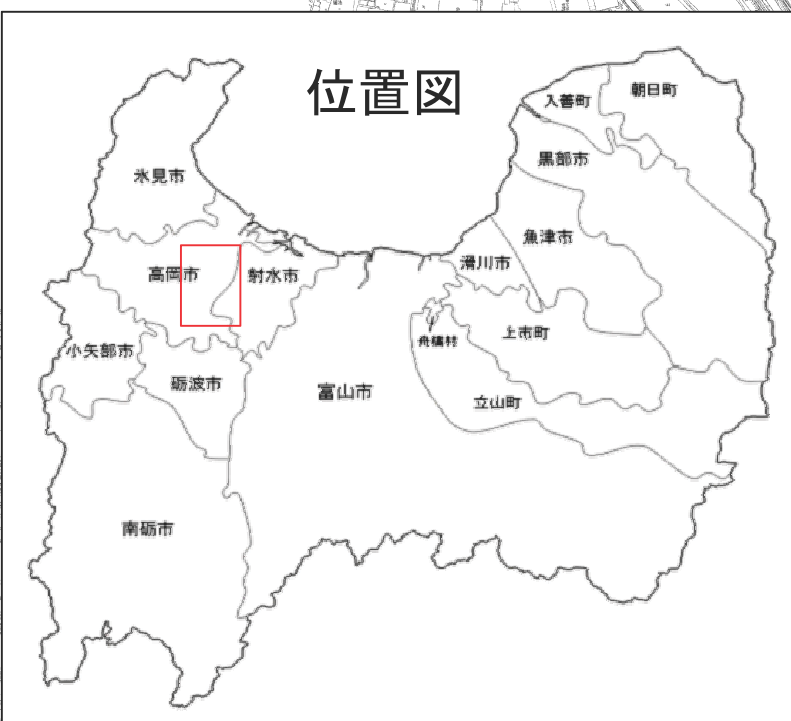 位置図
入善町
朝日町
黒部市
氷見市
魚津市
滑川市
高岡市
射水市
上市町
舟橋村
小矢部市
砺波市
富山市
立山町
南砺市